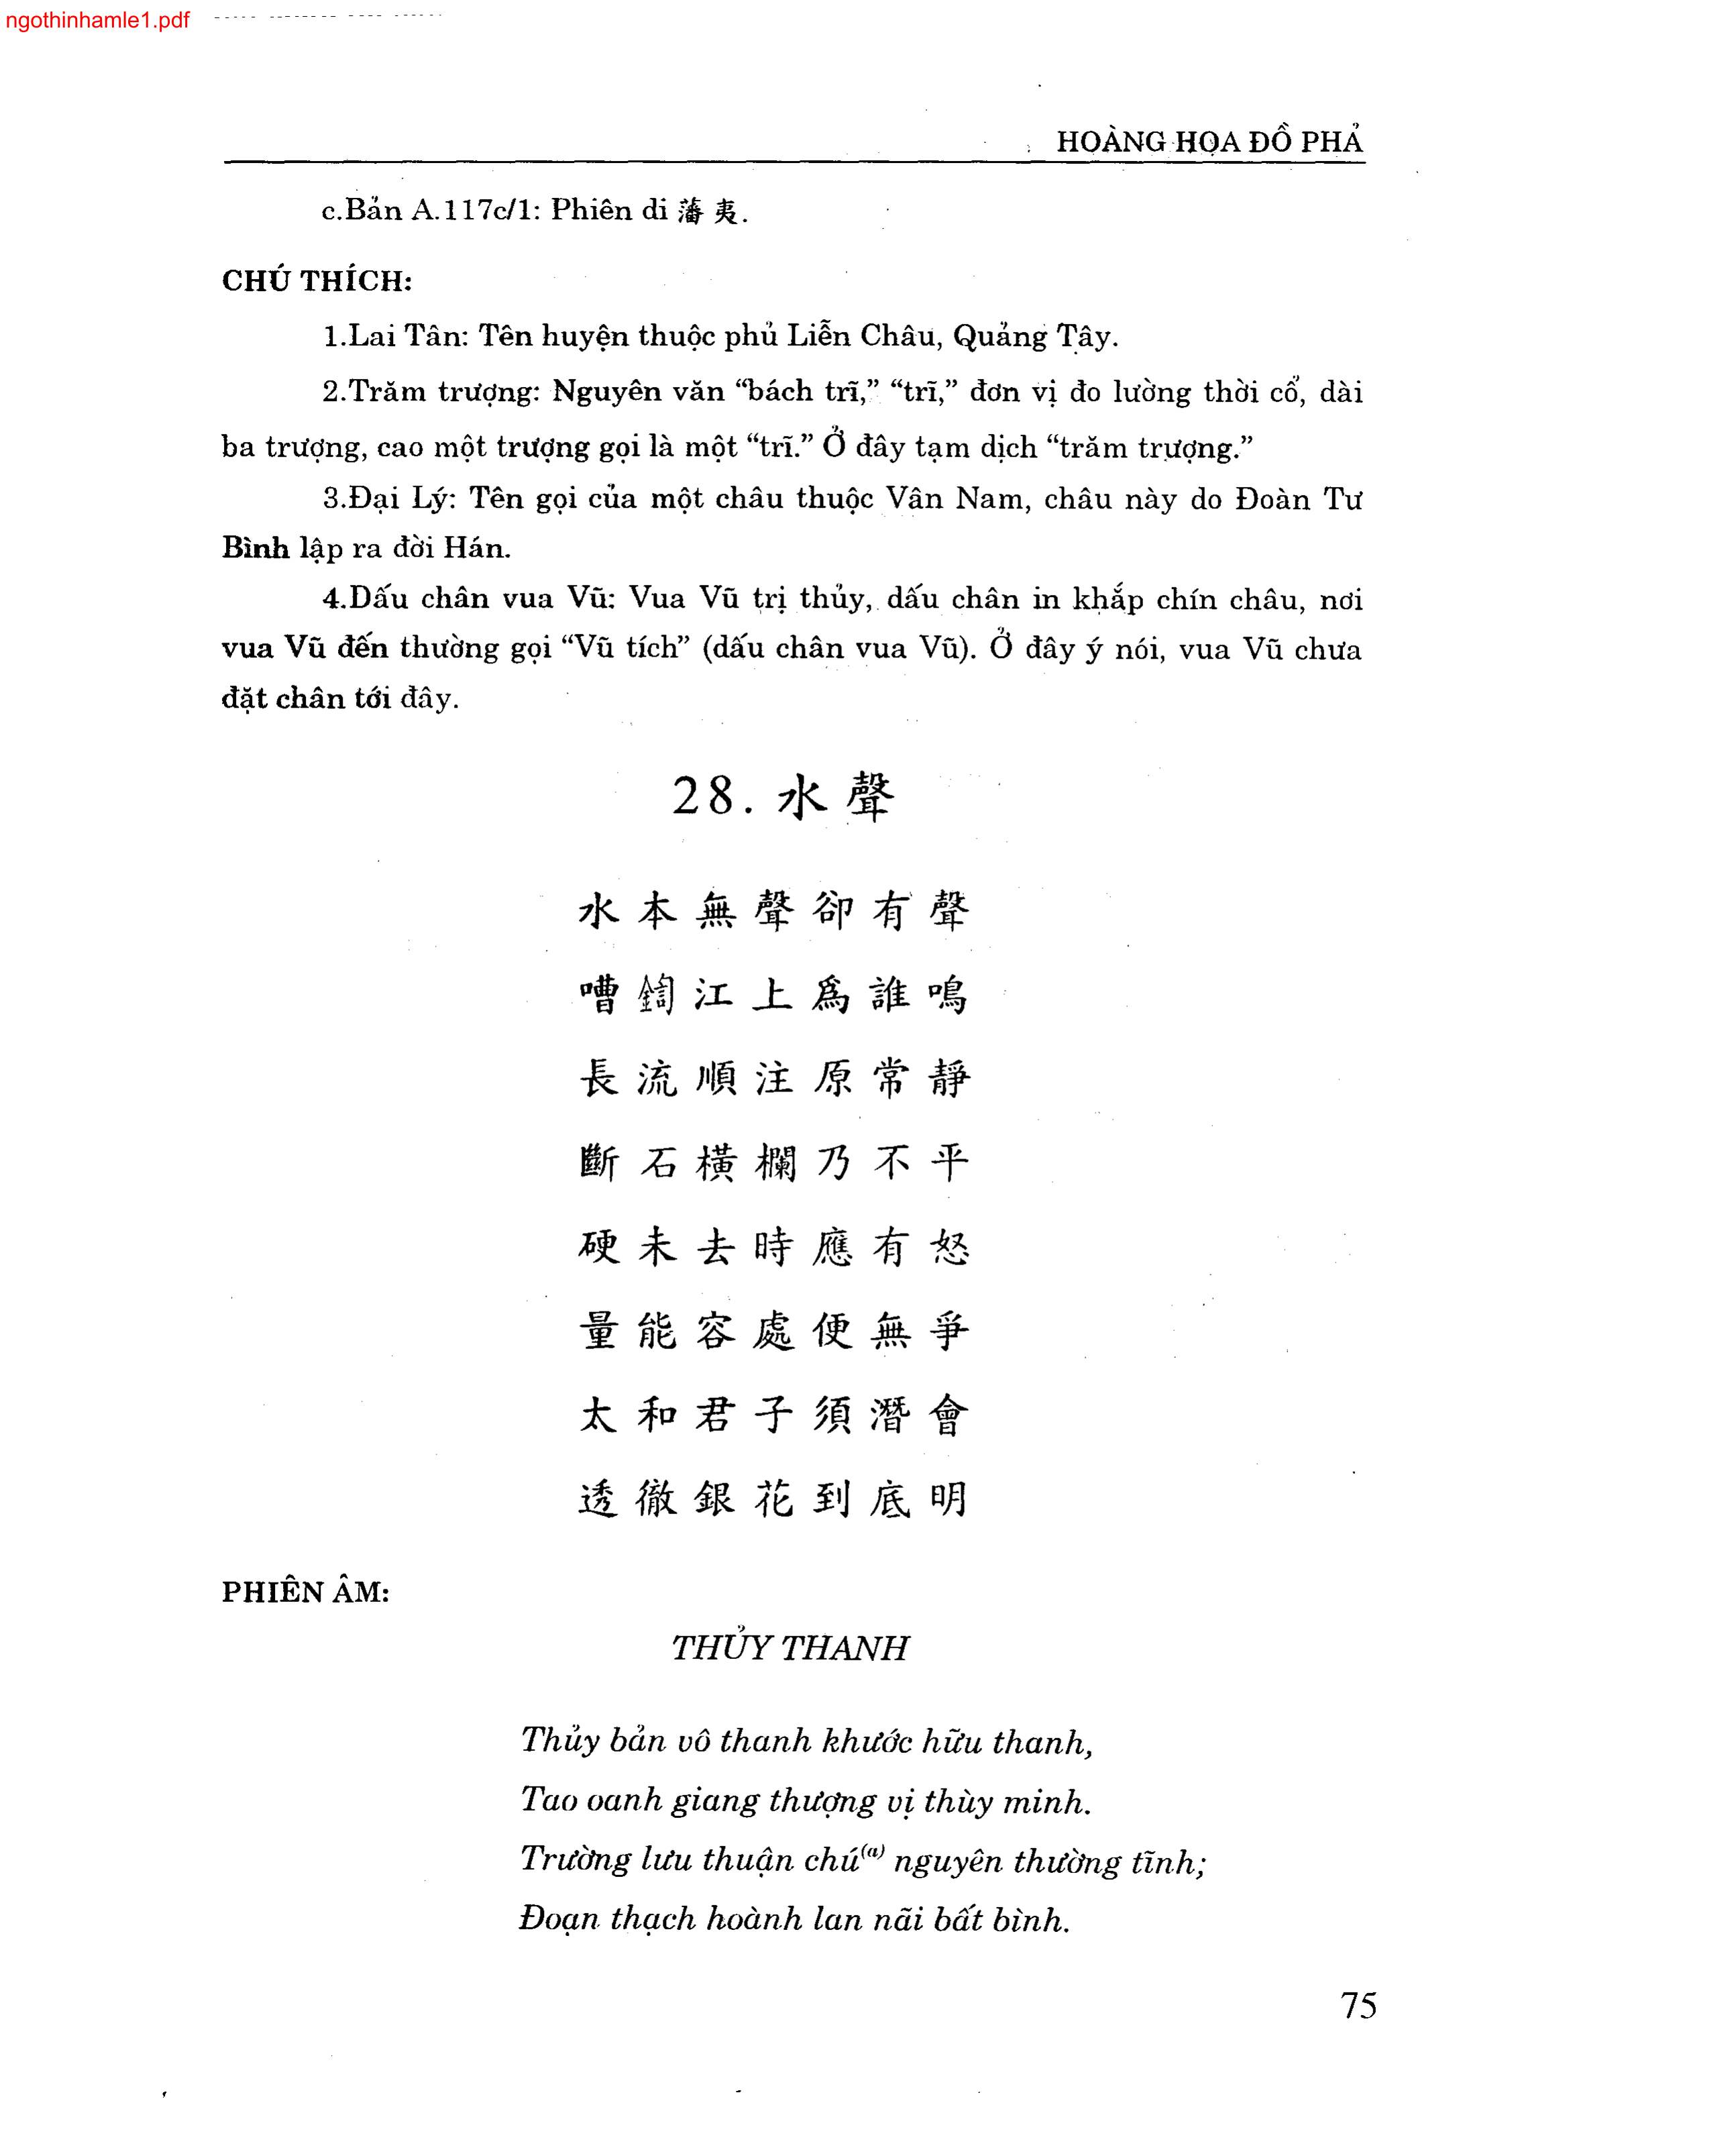 ngothinhamle1.pdf
HOÀNG HỌA ĐỒ PHẢ
c.Bản A.117c/1: Phiên di 藩夷.
CHÚ THÍCH:
1.Lai Tân: Tên huyện thuộc phủ Liễn Châu, Quảng Tây.
2.Trăm trượng: Nguyên văn “bách trĩ,” “trĩ,” đơn vị đo lường thời cổ, dài
ba trượng, cao một trượng gọi là một “trĩ.” Ở đây tạm dịch “trăm trượng.”
3.Đại Lý: Tên gọi của một châu thuộc Vân Nam, châu này do Đoàn Tư
Bình lập ra đời Hán.
4.Dấu chân vua Vũ: Vua Vũ trị thủy, dấu chân in khắp chín châu, nơi
vua Vũ đến thường gọi “Vũ tích” (dấu chân vua Vũ). Ở đây ý nói, vua Vũ chưa
đặt chân tới đây.
28. 水聲
水本無聲卻有聲
嘈鍧江上爲誰鳴
長流順注原常靜
斷石橫欄乃不平
硬未去時應有怒
量能容處便無爭
太和君子須潛會
透徹銀花到底明
PHIÊN ÂM:
THỦY THANH
Thủy bản vô thanh khước hữu thanh,
Tao oanh giang thượng vị thùy minh.
Trường lưu thuận chú(a) nguyên thường tĩnh;
Đoạn thạch hoành lan nãi bất bình.
75